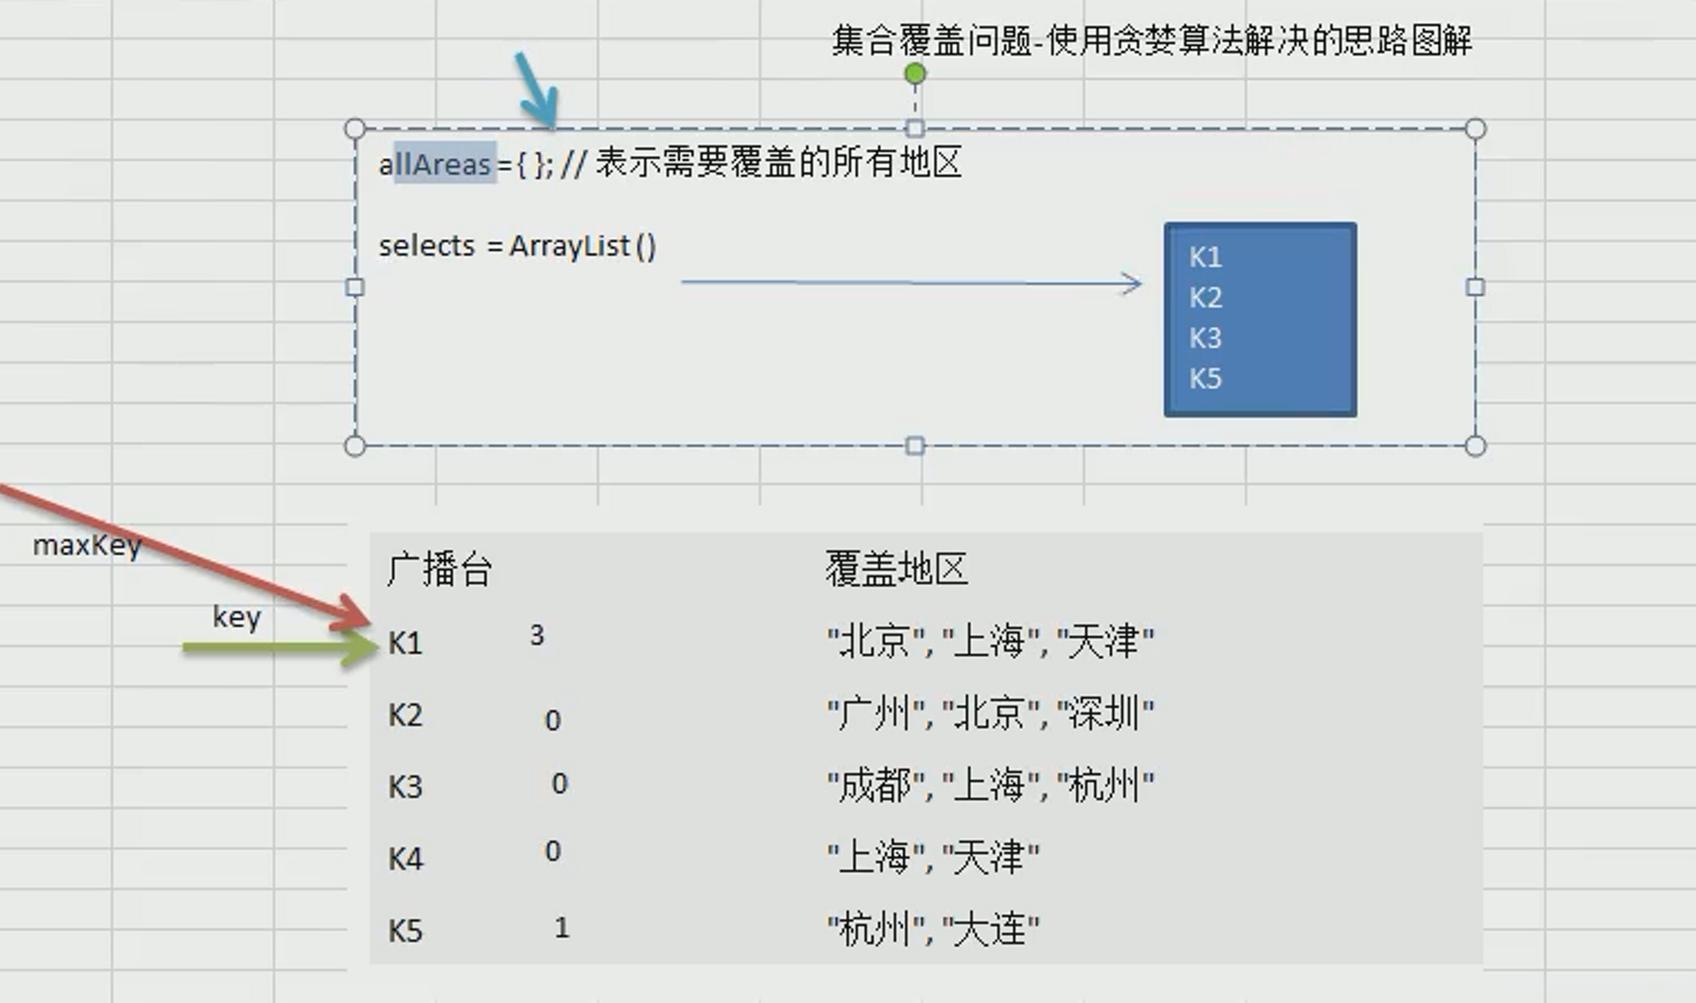 集合覆盖问题-使用贪婪算法解决的思路图解
allAreas = { }; // 表示需要覆盖的所有地区
selects = ArrayList ()
K1
K2
K3
K5
maxKey
key
广播台 覆盖地区
K1 3 "北京", "上海", "天津"
K2 0 "广州", "北京", "深圳"
K3 0 "成都", "上海", "杭州"
K4 0 "上海", "天津"
K5 1 "杭州", "大连"